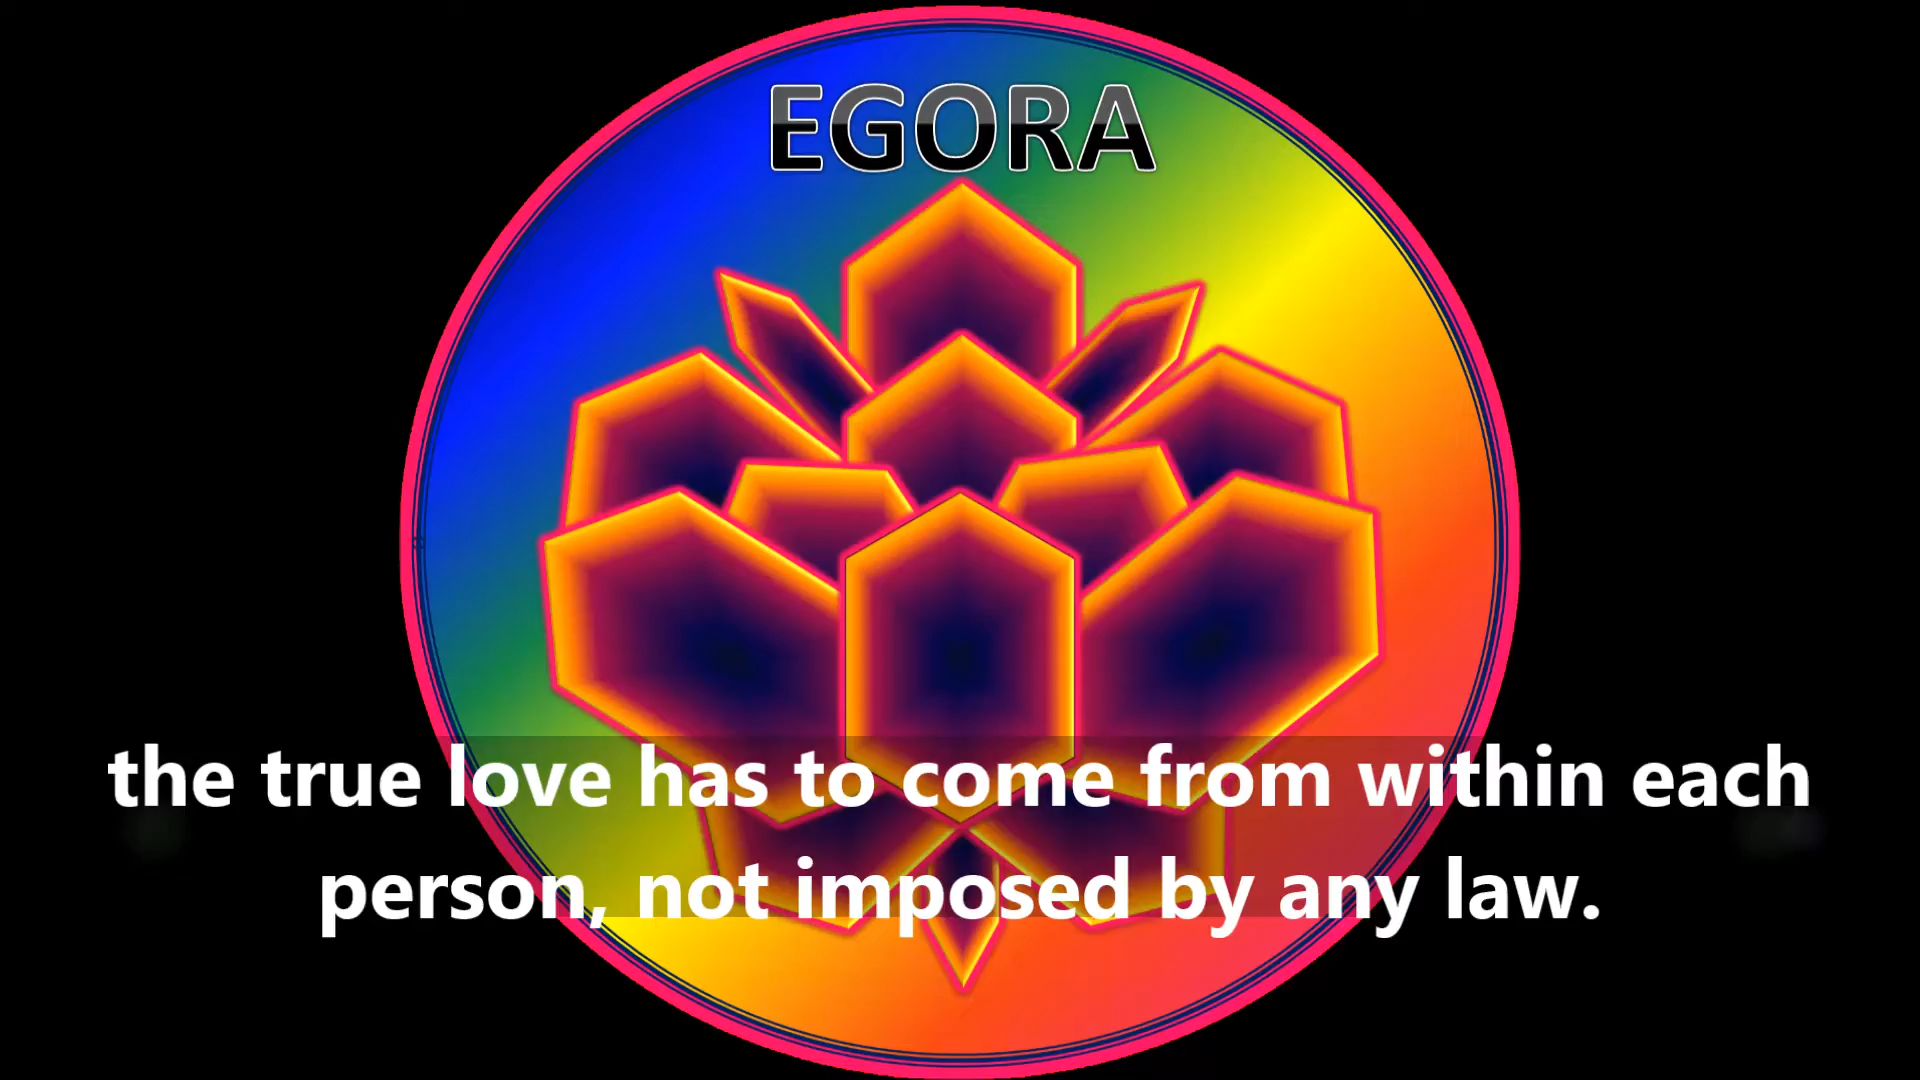 EGORA
the true love has to come from within each
person, not imposed by any law.